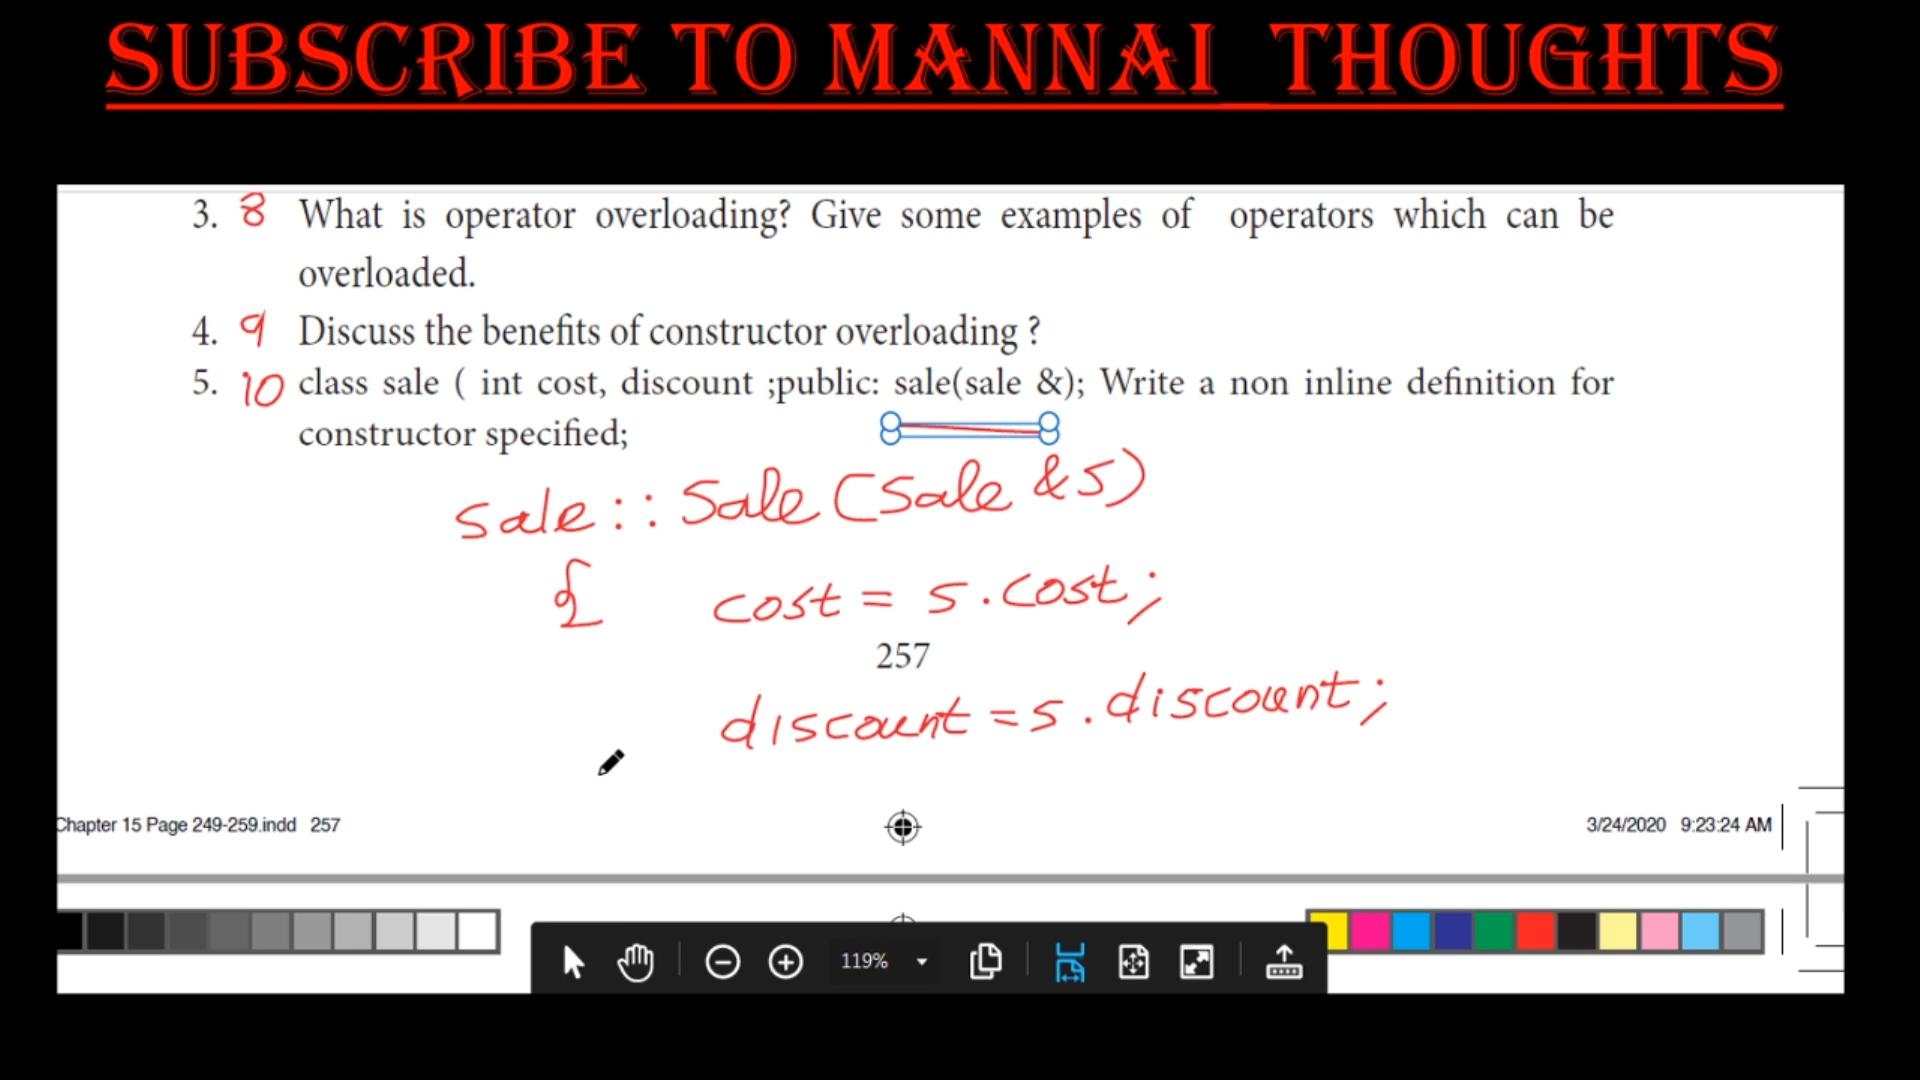 SUBSCRIBE TO MANNAI THOUGHTS
3. 8 What is operator overloading? Give some examples of operators which can be
overloaded.
4. 9 Discuss the benefits of constructor overloading ?
5. 10 class sale ( int cost, discount ;public: sale(sale &); Write a non inline definition for
constructor specified;
sale :: Sale (Sale &s)
{ cost = s.cost;
257
discount = s.discount;
Chapter 15 Page 249-259.indd 257
3/24/2020 9:23:24 AM
119%